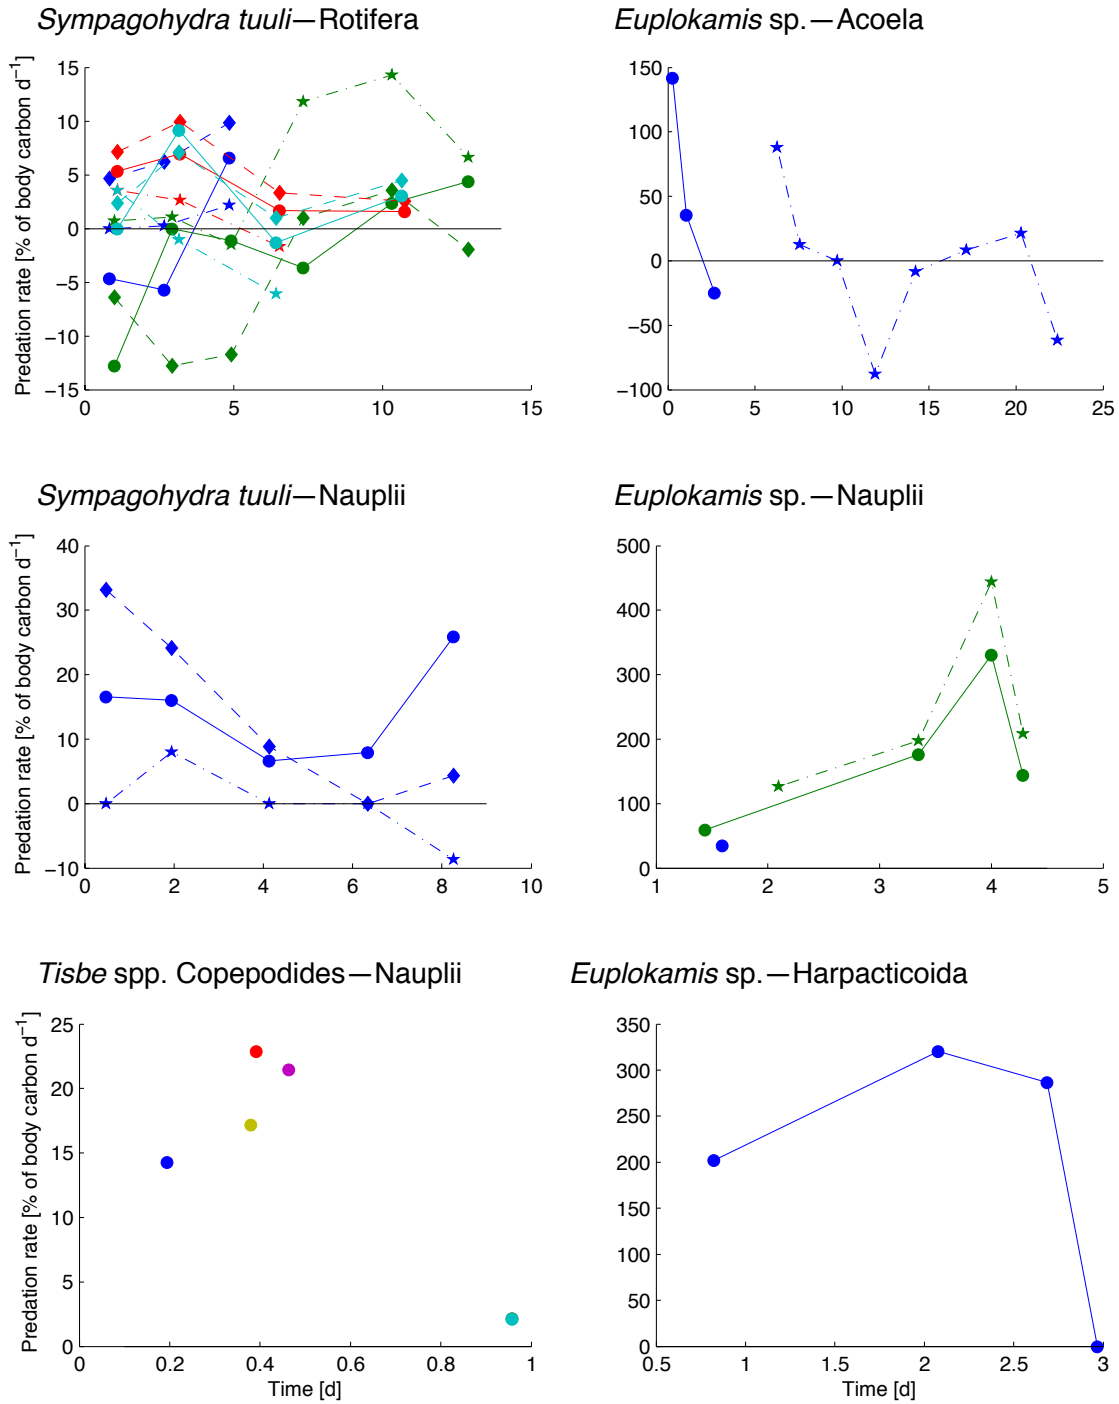 Sympagohydra tuuli—Rotifera
Predation rate [% of body carbon d⁻¹]
15
10
5
0
−5
−10
−15
0 5 10 15
Euplokamis sp.—Acoela
150
100
50
0
−50
−100
0 5 10 15 20 25
Sympagohydra tuuli—Nauplii
Predation rate [% of body carbon d⁻¹]
40
30
20
10
0
−10
0 2 4 6 8 10
Euplokamis sp.—Nauplii
500
400
300
200
100
0
1 2 3 4 5
Tisbe spp. Copepodides—Nauplii
Predation rate [% of body carbon d⁻¹]
25
20
15
10
5
0
0 0.2 0.4 0.6 0.8 1
Time [d]
Euplokamis sp.—Harpacticoida
350
300
250
200
150
100
50
0
0.5 1 1.5 2 2.5 3
Time [d]